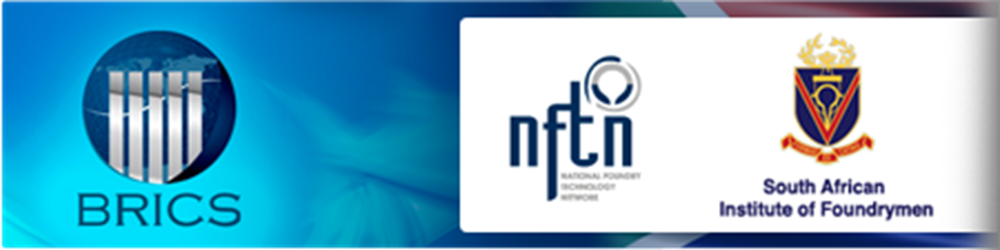 BRICS
nftn
NATIONAL FOUNDRY
TECHNOLOGY
NETWORK
South African
Institute of Foundrymen